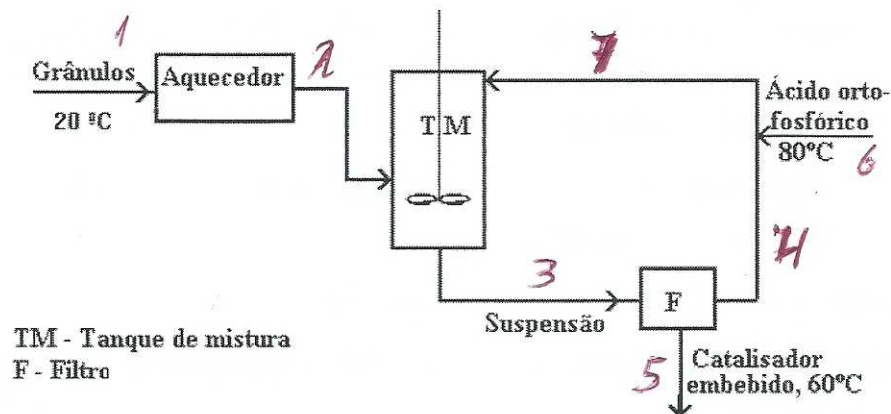 1
Grânulos
20 ºC
Aquecedor
2
T M
7
Ácido orto-
fosfórico
80°C
6
4
3
Suspensão
F
5
Catalisador
embebido, 60°C
TM - Tanque de mistura
F - Filtro